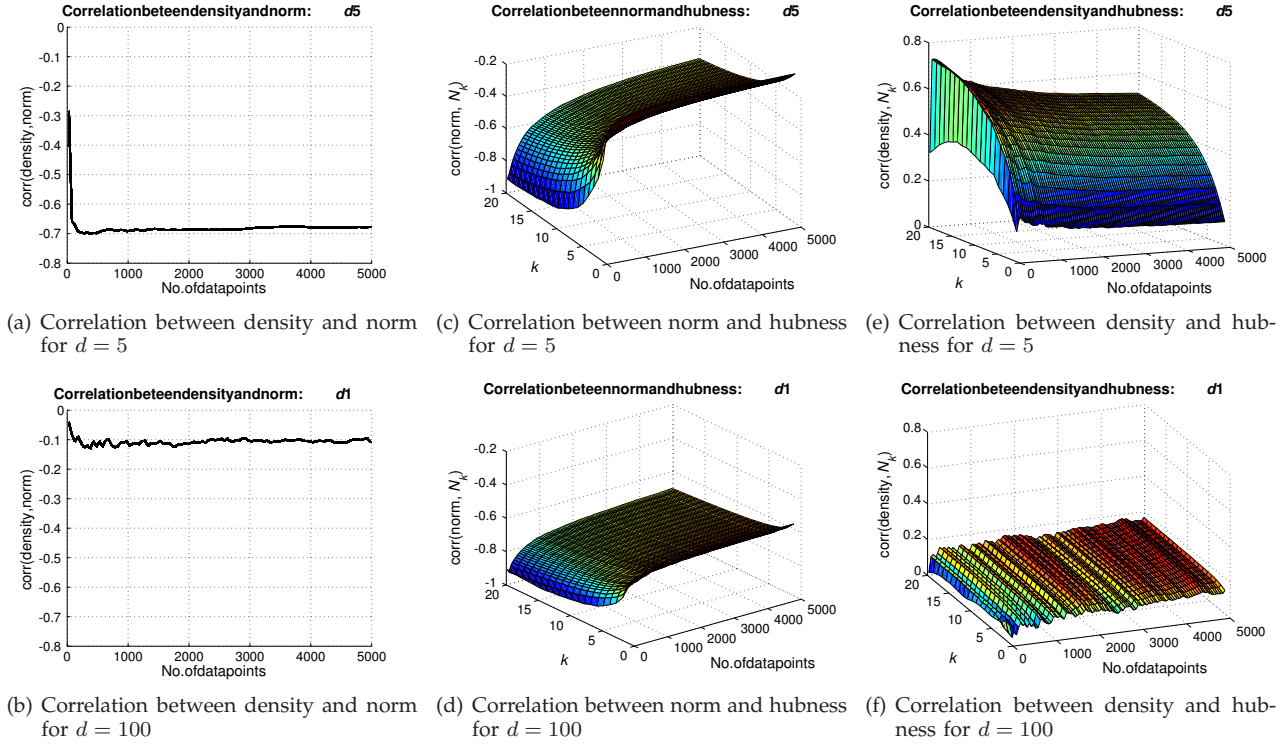 Correlationbeteendensityandnorm: d5
0
-0.1
-0.2
-0.3
-0.4
-0.5
-0.6
-0.7
-0.8
corr(density,norm)
0 1000 2000 3000 4000 5000
No.ofdatapoints
(a) Correlation between density and norm
for d = 5
Correlationbeteennormandhubness: d5
-0.2
-0.4
-0.6
-0.8
-1
corr(norm, Nk)
20
15
10
5
0
k
0
1000
2000
3000
4000
5000
No.ofdatapoints
(c) Correlation between norm and hubness
for d = 5
Correlationbeteendensityandhubness: d5
0.8
0.6
0.4
0.2
0
corr(density, Nk)
20
15
10
5
0
k
0
1000
2000
3000
4000
5000
No.ofdatapoints
(e) Correlation between density and hub-
ness for d = 5
Correlationbeteendensityandnorm: d1
0
-0.1
-0.2
-0.3
-0.4
-0.5
-0.6
-0.7
-0.8
corr(density,norm)
0 1000 2000 3000 4000 5000
No.ofdatapoints
(b) Correlation between density and norm
for d = 100
Correlationbeteennormandhubness: d1
-0.2
-0.4
-0.6
-0.8
-1
corr(norm, Nk)
20
15
10
5
0
k
0
1000
2000
3000
4000
5000
No.ofdatapoints
(d) Correlation between norm and hubness
for d = 100
Correlationbeteendensityandhubness: d1
0.8
0.6
0.4
0.2
0
corr(density, Nk)
20
15
10
5
0
k
0
1000
2000
3000
4000
5000
No.ofdatapoints
(f) Correlation between density and hub-
ness for d = 100